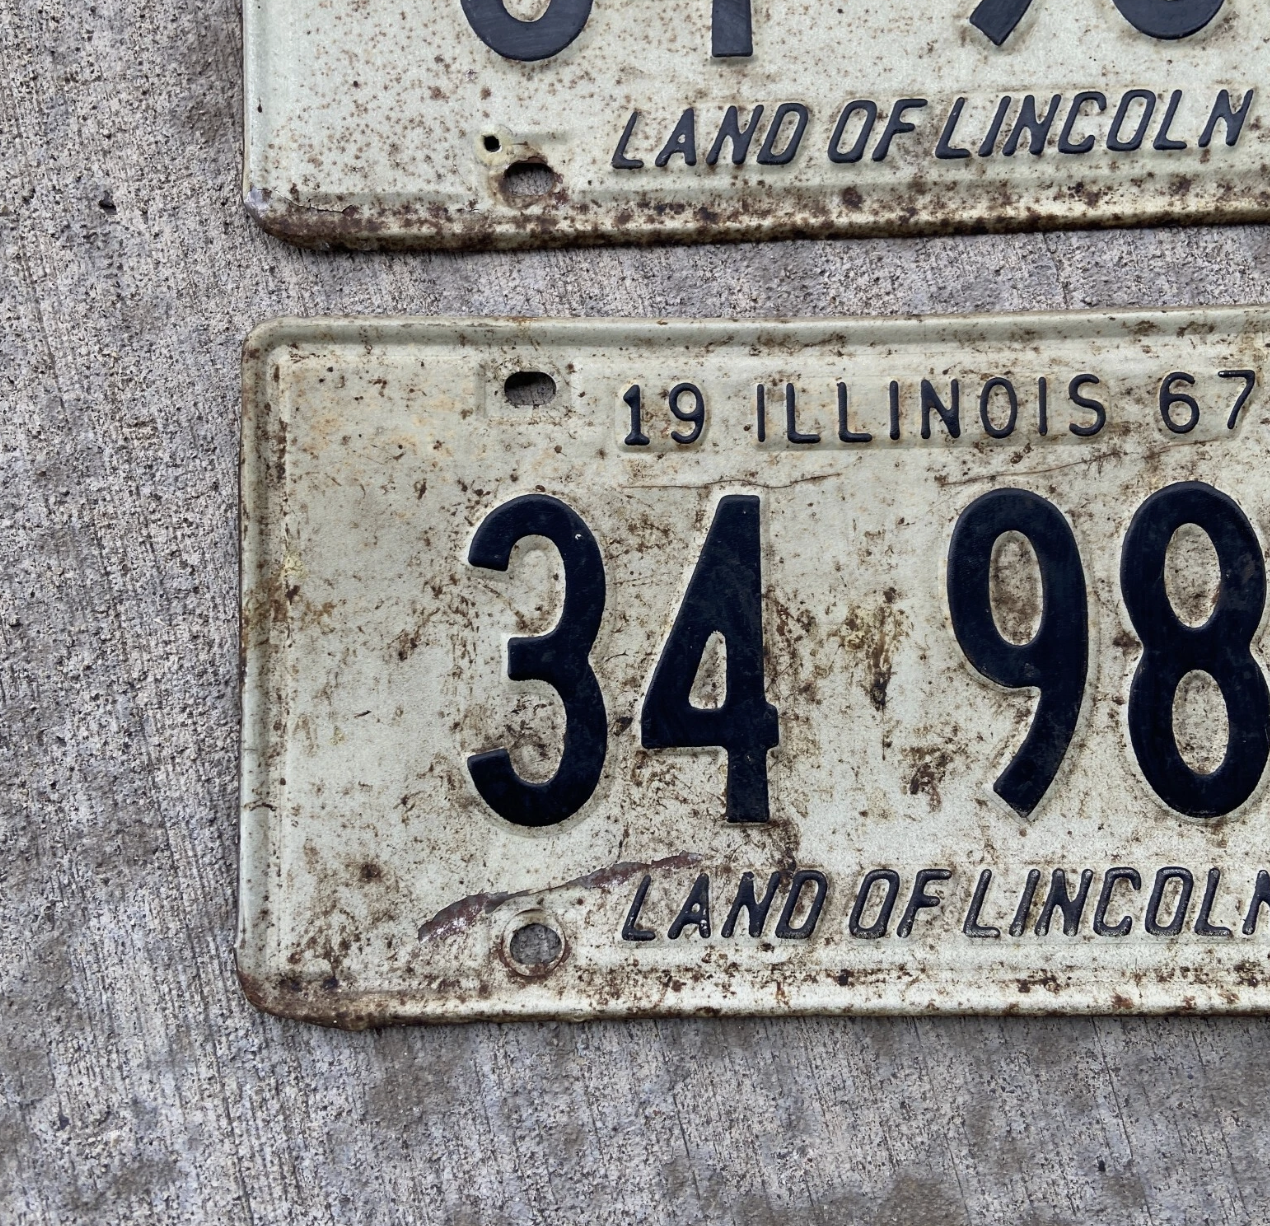 LAND OF LINCOLN
19 ILLINOIS 67
34 98
LAND OF LINCOLN